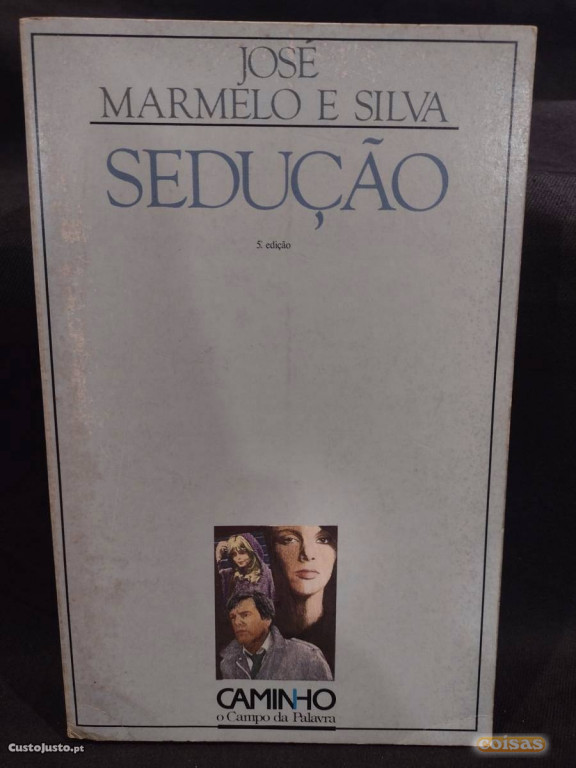 JOSÉ
MARMELO E SILVA
SEDUÇÃO
5.ª edição
CAMINHO
o Campo da Palavra
CustoJusto.pt
coisas